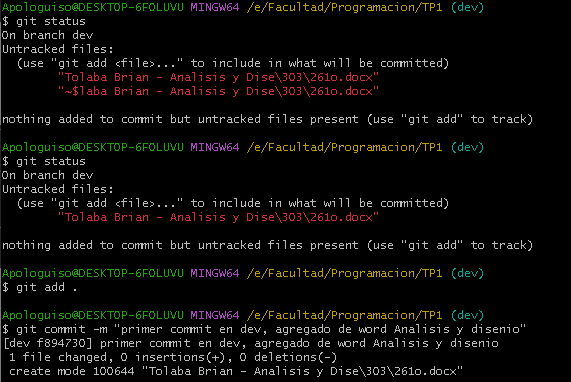 Apologuiso@DESKTOP-6FOLUVU MINGW64 /e/Facultad/Programacion/TP1 (dev)
$ git status
On branch dev
Untracked files:
  (use "git add <file>..." to include in what will be committed)
        "Tolaba Brian - Analisis y Dise\303\261o.docx"
        "~$laba Brian - Analisis y Dise\303\261o.docx"

nothing added to commit but untracked files present (use "git add" to track)

Apologuiso@DESKTOP-6FOLUVU MINGW64 /e/Facultad/Programacion/TP1 (dev)
$ git status
On branch dev
Untracked files:
  (use "git add <file>..." to include in what will be committed)
        "Tolaba Brian - Analisis y Dise\303\261o.docx"

nothing added to commit but untracked files present (use "git add" to track)

Apologuiso@DESKTOP-6FOLUVU MINGW64 /e/Facultad/Programacion/TP1 (dev)
$ git add .

Apologuiso@DESKTOP-6FOLUVU MINGW64 /e/Facultad/Programacion/TP1 (dev)
$ git commit -m "primer commit en dev, agregado de word Analisis y disenio"
[dev f894730] primer commit en dev, agregado de word Analisis y disenio
 1 file changed, 0 insertions(+), 0 deletions(-)
 create mode 100644 "Tolaba Brian - Analisis y Dise\303\261o.docx"